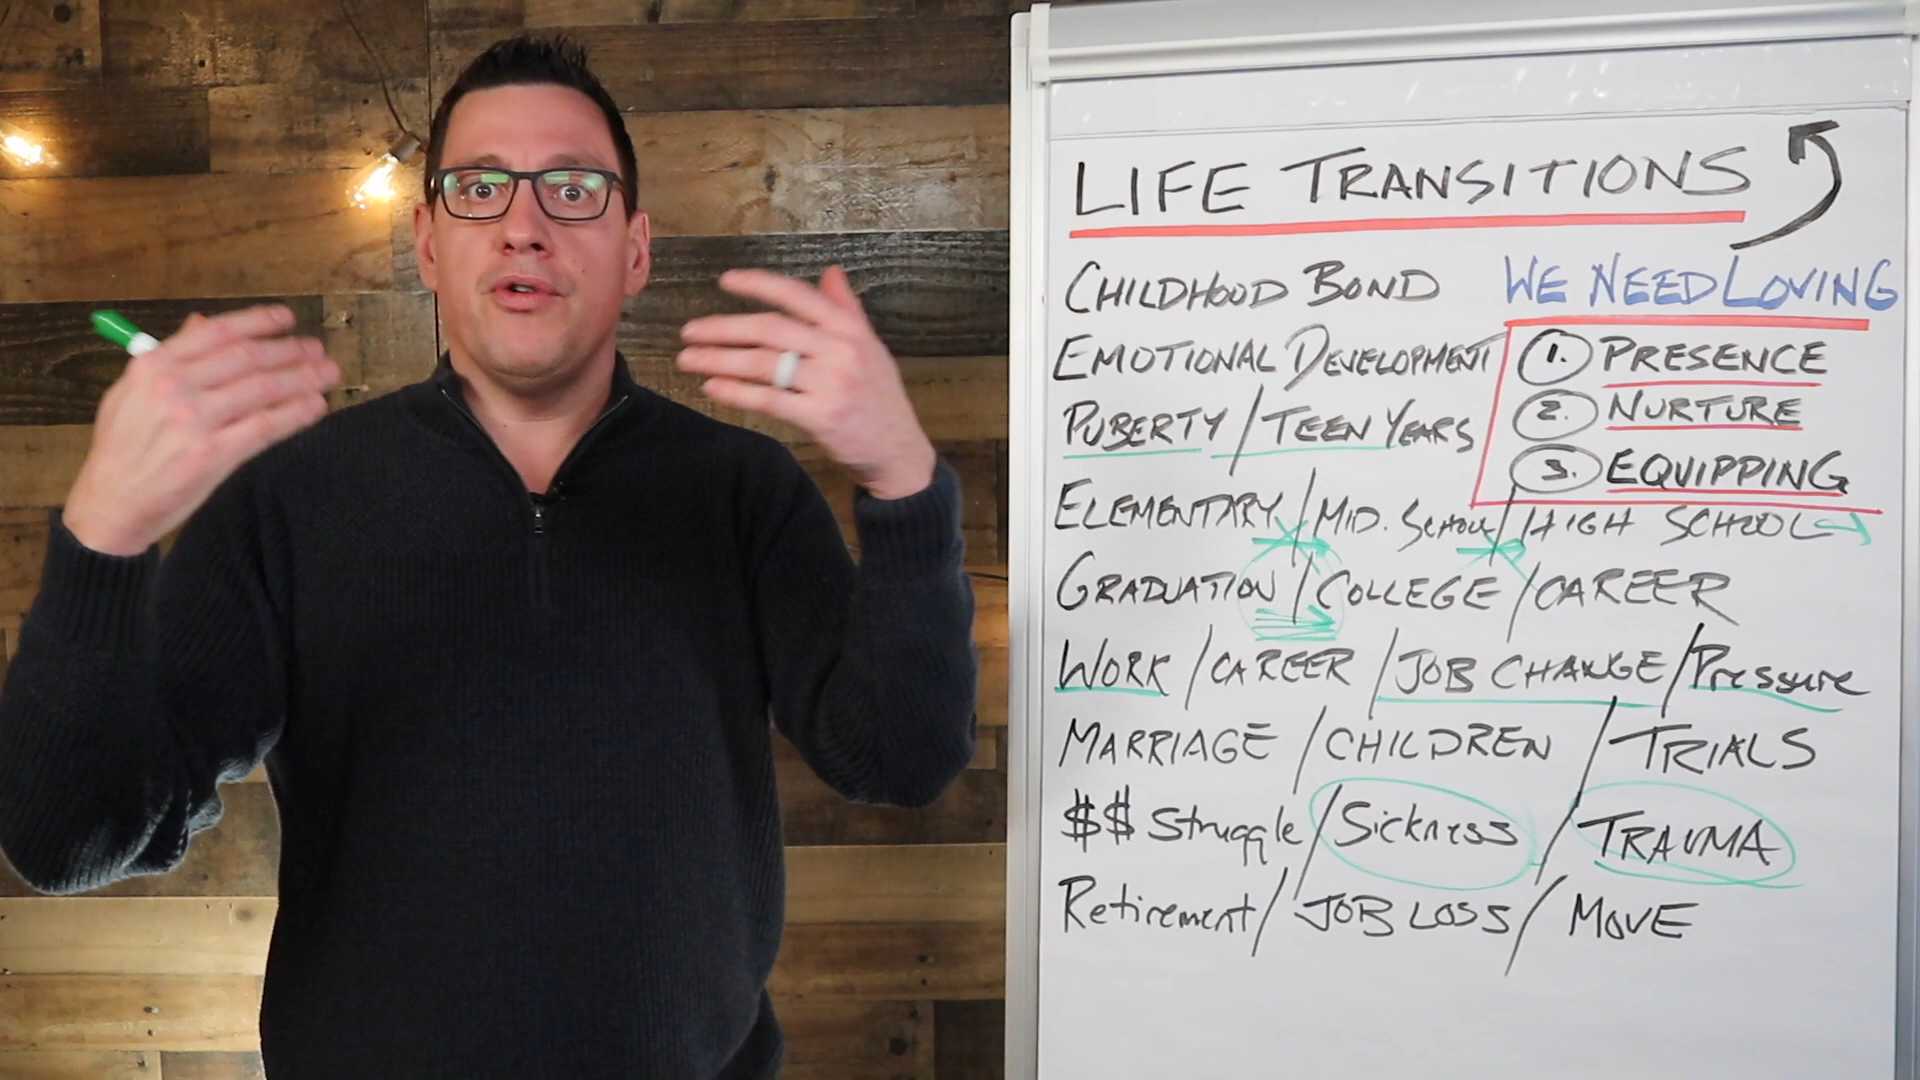 LIFE TRANSITIONS
CHILDHOOD BOND
WE NEED LOVING
EMOTIONAL DEVELOPMENT
1. PRESENCE
PUBERTY / TEEN YEARS
2. NURTURE
3. EQUIPPING
ELEMENTARY / MID. SCHOOL / HIGH SCHOOL
GRADUATION / COLLEGE / CAREER
WORK / CAREER / JOB CHANGE / Pressure
MARRIAGE / CHILDREN / TRIALS
$$ Struggle / Sickness / TRAUMA
Retirement / JOB LOSS / MOVE